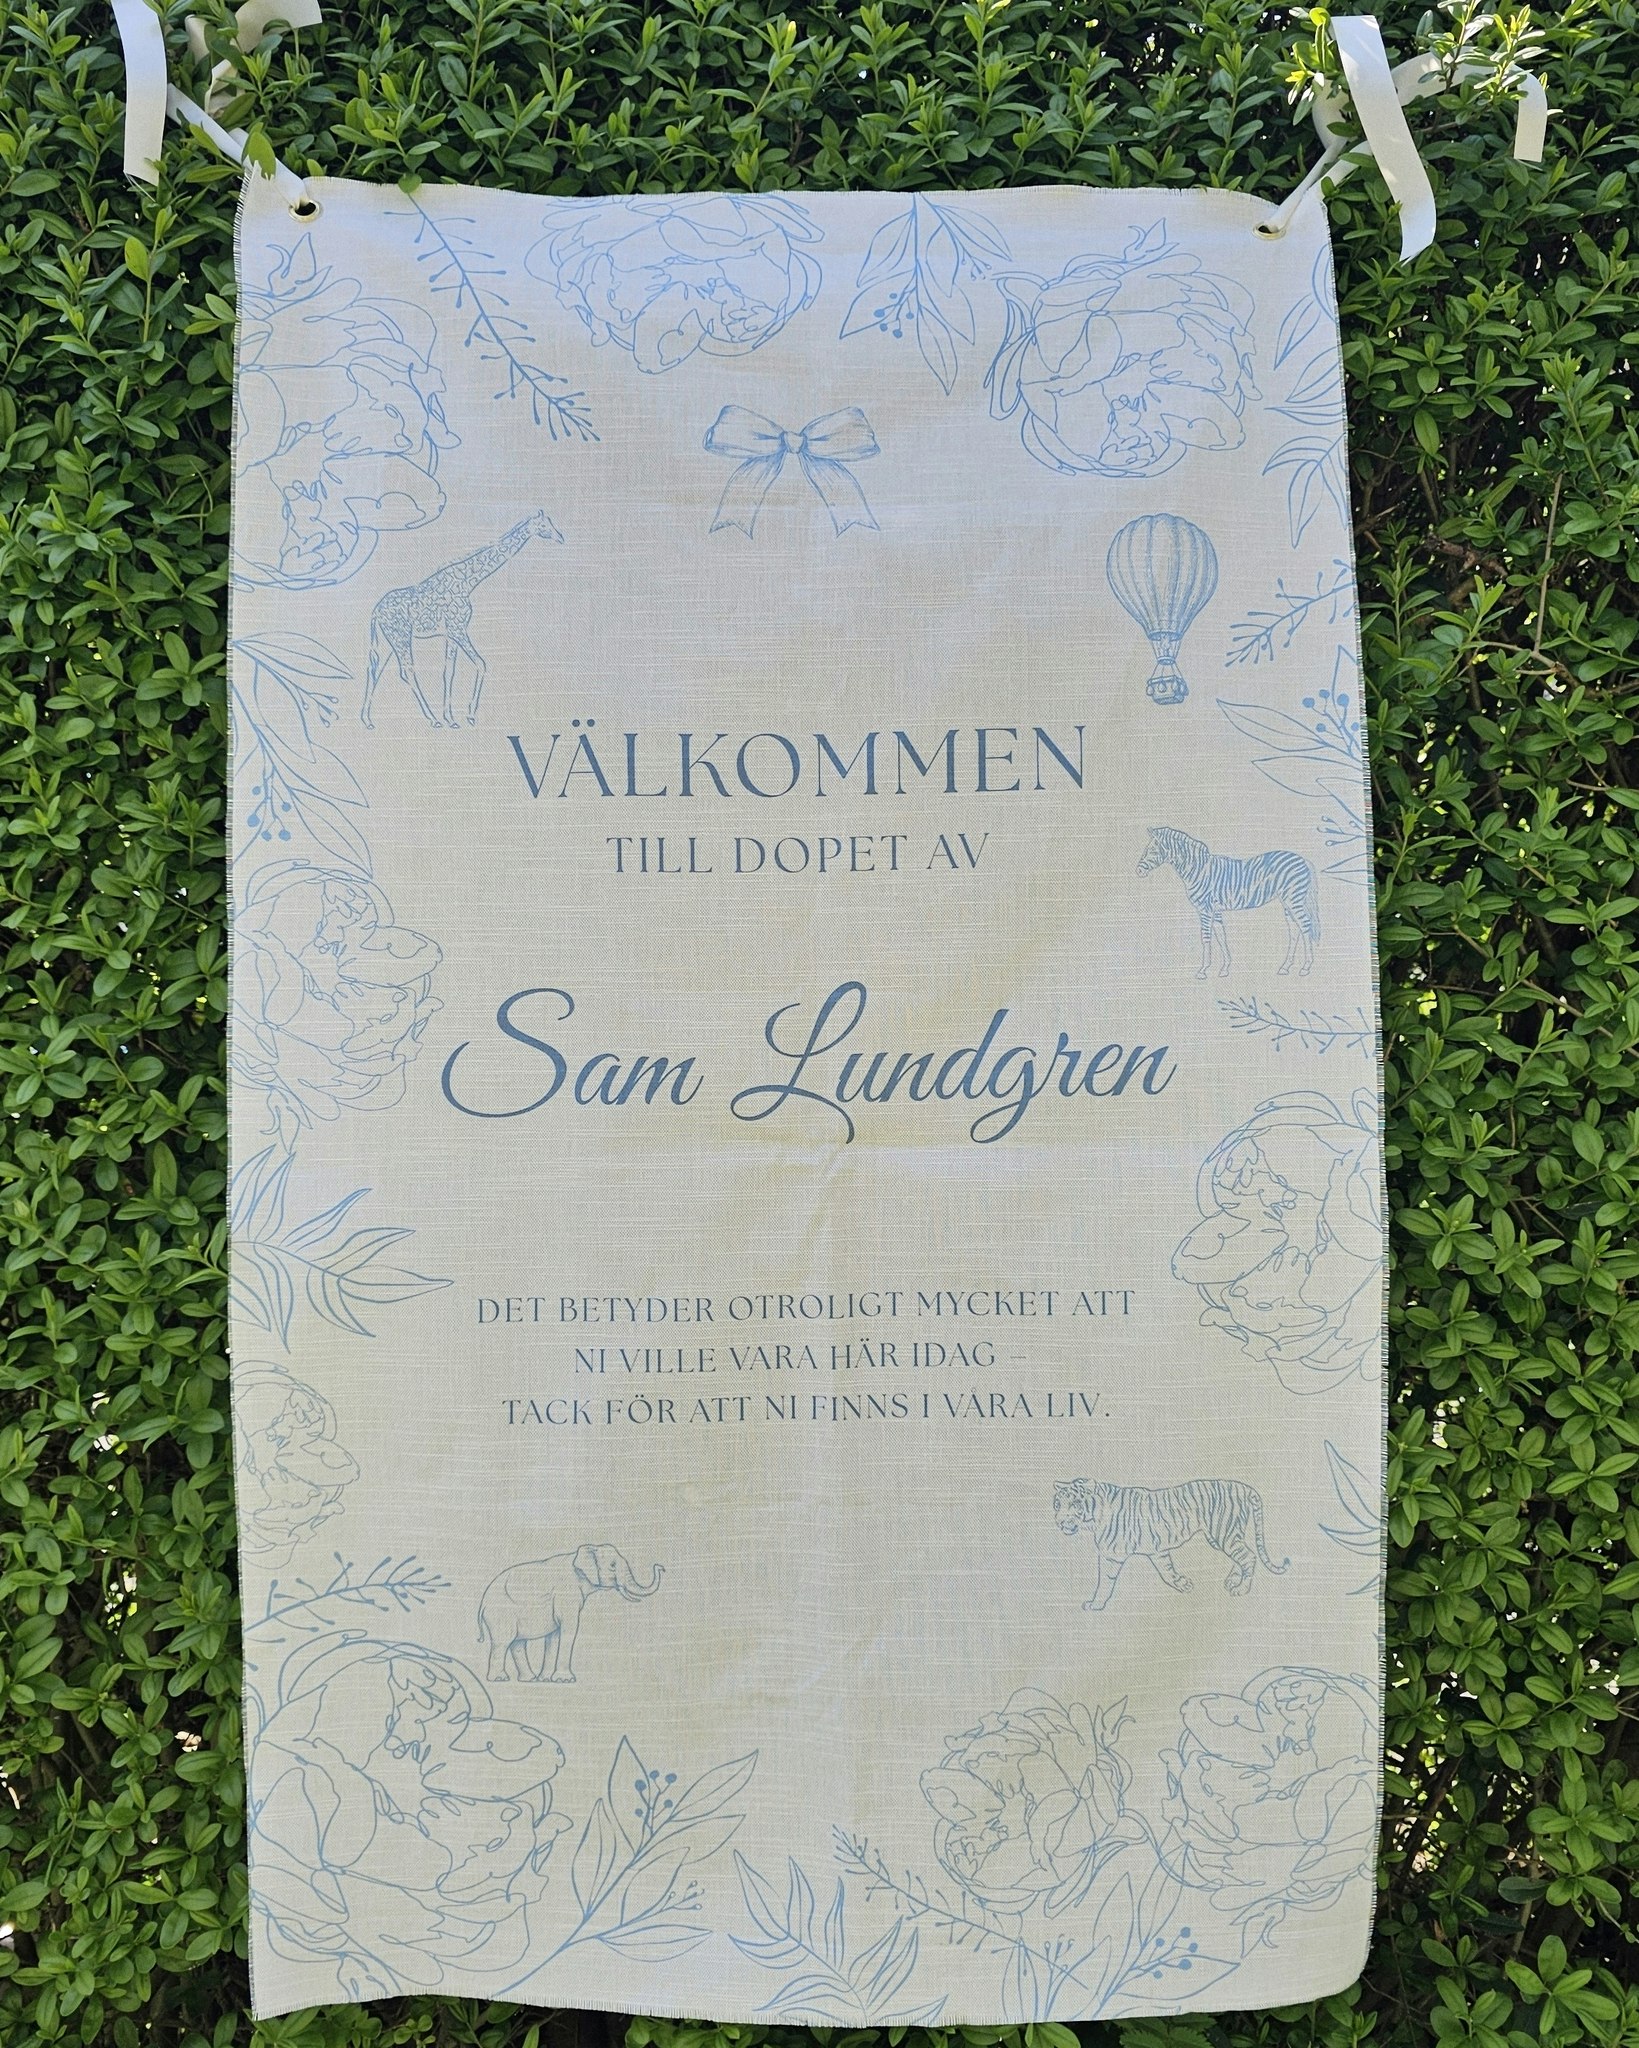 VÄLKOMMEN
TILL DOPET AV
Sam Lundgren
DET BETYDER OTROLIGT MYCKET ATT
NI VILLE VARA HÄR IDAG –
TACK FÖR ATT NI FINNS I VÅRA LIV.